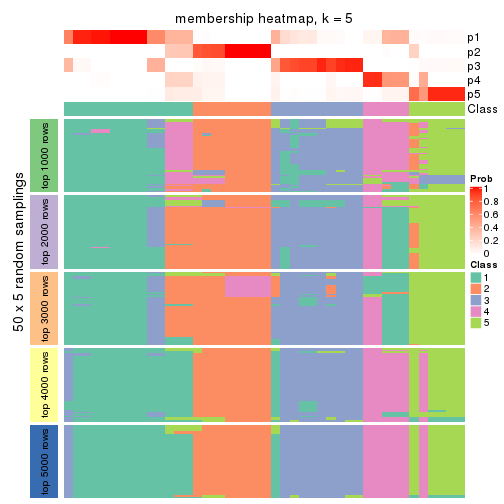 membership heatmap, k = 5
p1
p2
p3
p4
p5
Class
50 x 5 random samplings
top 1000 rows
top 2000 rows
top 3000 rows
top 4000 rows
top 5000 rows
Prob
1
0.8
0.6
0.4
0.2
0
Class
1
2
3
4
5